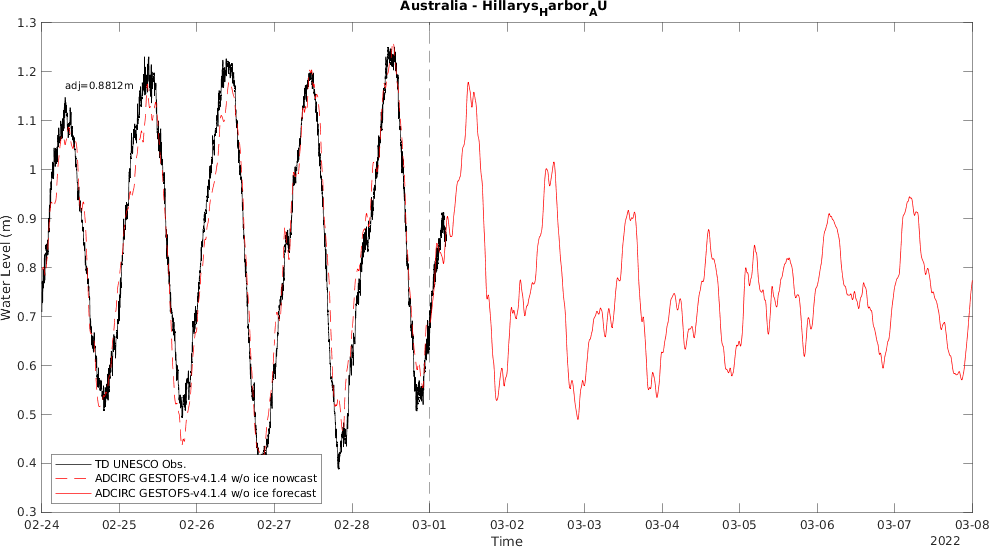 Australia - Hillarys_Harbor_AU
1.3
1.2
1.1
1
0.9
0.8
0.7
0.6
0.5
0.4
0.3
Water Level (m)
adj=0.8812m
TD UNESCO Obs.
ADCIRC GESTOFS-v4.1.4 w/o ice nowcast
ADCIRC GESTOFS-v4.1.4 w/o ice forecast
02-24 02-25 02-26 02-27 02-28 03-01 03-02 03-03 03-04 03-05 03-06 03-07 03-08
Time
2022